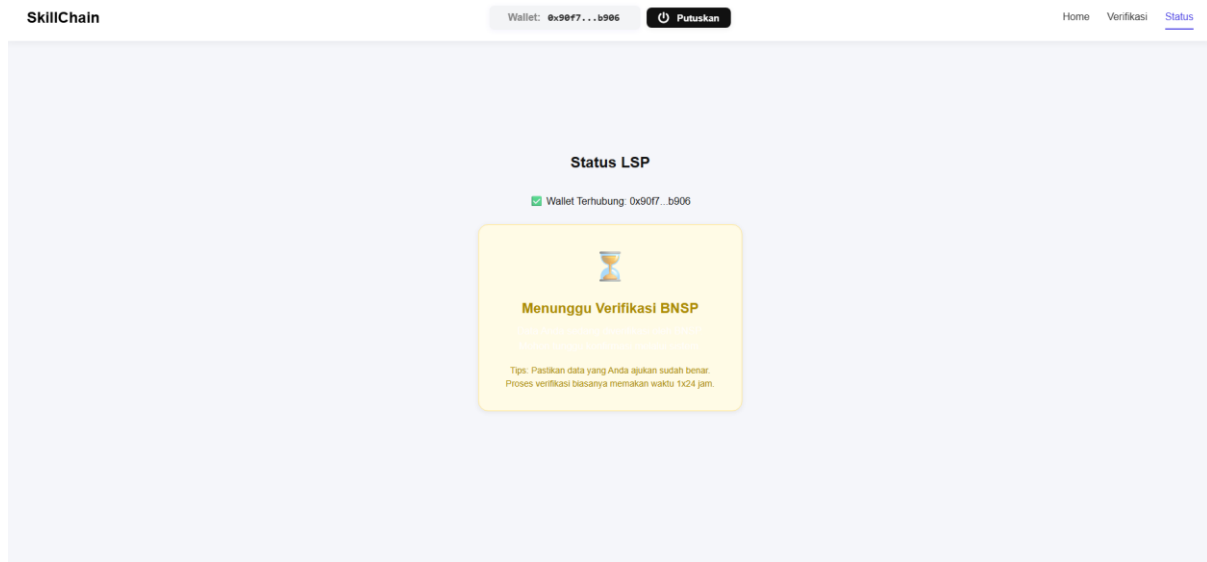 SkillChain
Wallet: 0x90f7...b906
Putuskan
Home Verifikasi Status
Status LSP
Wallet Terhubung: 0x90f7...b906
Menunggu Verifikasi BNSP
Tips: Pastikan data yang Anda ajukan sudah benar.
Proses verifikasi biasanya memakan waktu 1x24 jam.